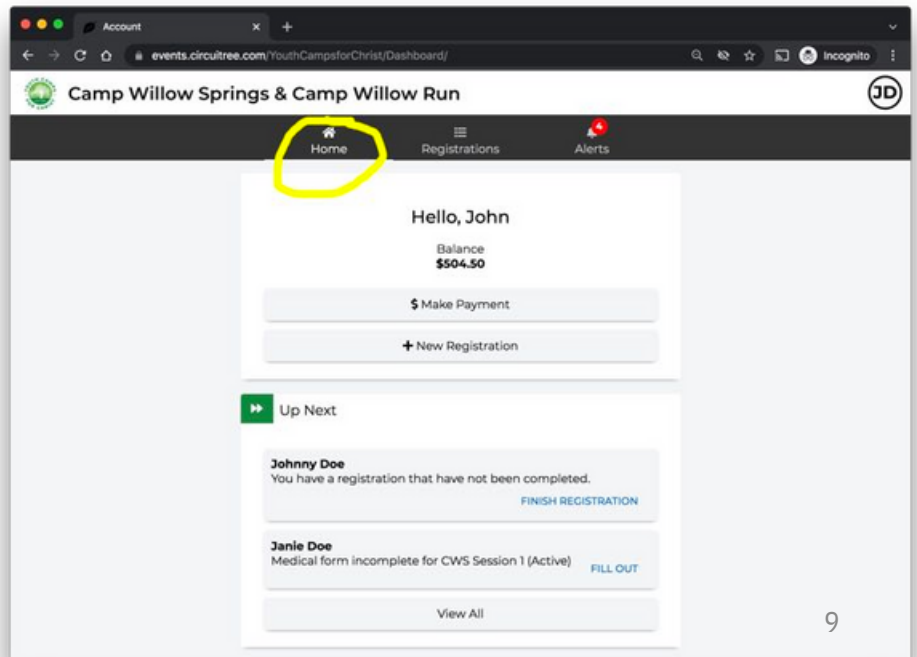 Account
events.circuitree.com/YouthCampsforChrist/Dashboard/
Incognito
Camp Willow Springs & Camp Willow Run
JD
Home
Registrations
4
Alerts
Hello, John
Balance
$504.50
$ Make Payment
+ New Registration
Up Next
Johnny Doe
You have a registration that have not been completed.
FINISH REGISTRATION
Janie Doe
Medical form incomplete for CWS Session 1 (Active)
FILL OUT
View All
9